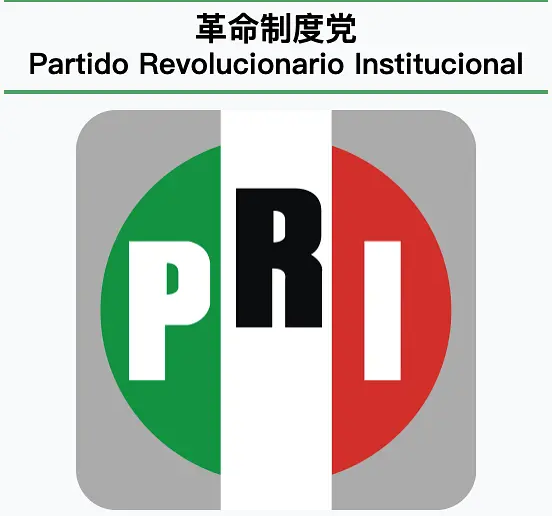 革命制度党
Partido Revolucionario Institucional
PRI